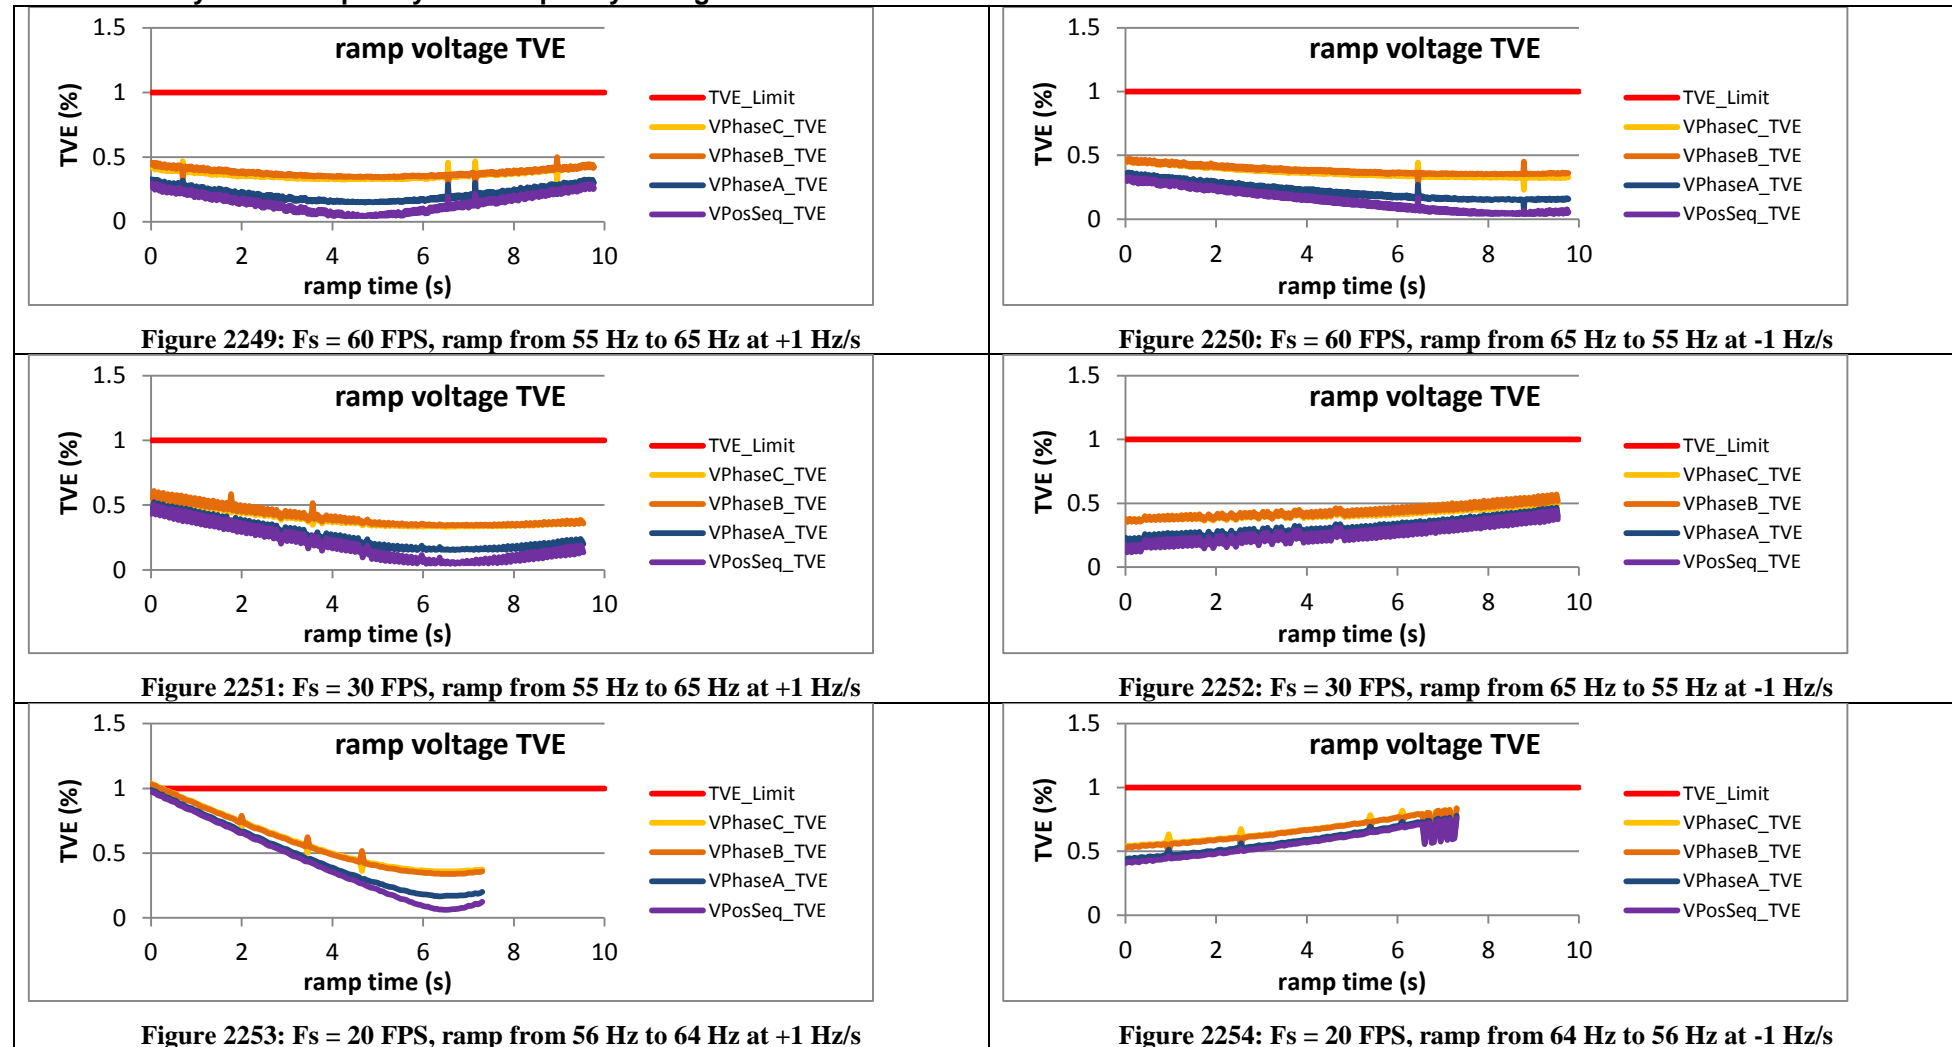 ramp voltage TVE
1.5
1
0.5
0
TVE (%)
0 2 4 6 8 10
ramp time (s)
TVE_Limit
VPhaseC_TVE
VPhaseB_TVE
VPhaseA_TVE
VPosSeq_TVE
Figure 2249: Fs = 60 FPS, ramp from 55 Hz to 65 Hz at +1 Hz/s
ramp voltage TVE
1.5
1
0.5
0
TVE (%)
0 2 4 6 8 10
ramp time (s)
TVE_Limit
VPhaseC_TVE
VPhaseB_TVE
VPhaseA_TVE
VPosSeq_TVE
Figure 2250: Fs = 60 FPS, ramp from 65 Hz to 55 Hz at -1 Hz/s
ramp voltage TVE
1.5
1
0.5
0
TVE (%)
0 2 4 6 8 10
ramp time (s)
TVE_Limit
VPhaseC_TVE
VPhaseB_TVE
VPhaseA_TVE
VPosSeq_TVE
Figure 2251: Fs = 30 FPS, ramp from 55 Hz to 65 Hz at +1 Hz/s
ramp voltage TVE
1.5
1
0.5
0
TVE (%)
0 2 4 6 8 10
ramp time (s)
TVE_Limit
VPhaseC_TVE
VPhaseB_TVE
VPhaseA_TVE
VPosSeq_TVE
Figure 2252: Fs = 30 FPS, ramp from 65 Hz to 55 Hz at -1 Hz/s
ramp voltage TVE
1.5
1
0.5
0
TVE (%)
0 2 4 6 8 10
ramp time (s)
TVE_Limit
VPhaseC_TVE
VPhaseB_TVE
VPhaseA_TVE
VPosSeq_TVE
Figure 2253: Fs = 20 FPS, ramp from 56 Hz to 64 Hz at +1 Hz/s
ramp voltage TVE
1.5
1
0.5
0
TVE (%)
0 2 4 6 8 10
ramp time (s)
TVE_Limit
VPhaseC_TVE
VPhaseB_TVE
VPhaseA_TVE
VPosSeq_TVE
Figure 2254: Fs = 20 FPS, ramp from 64 Hz to 56 Hz at -1 Hz/s